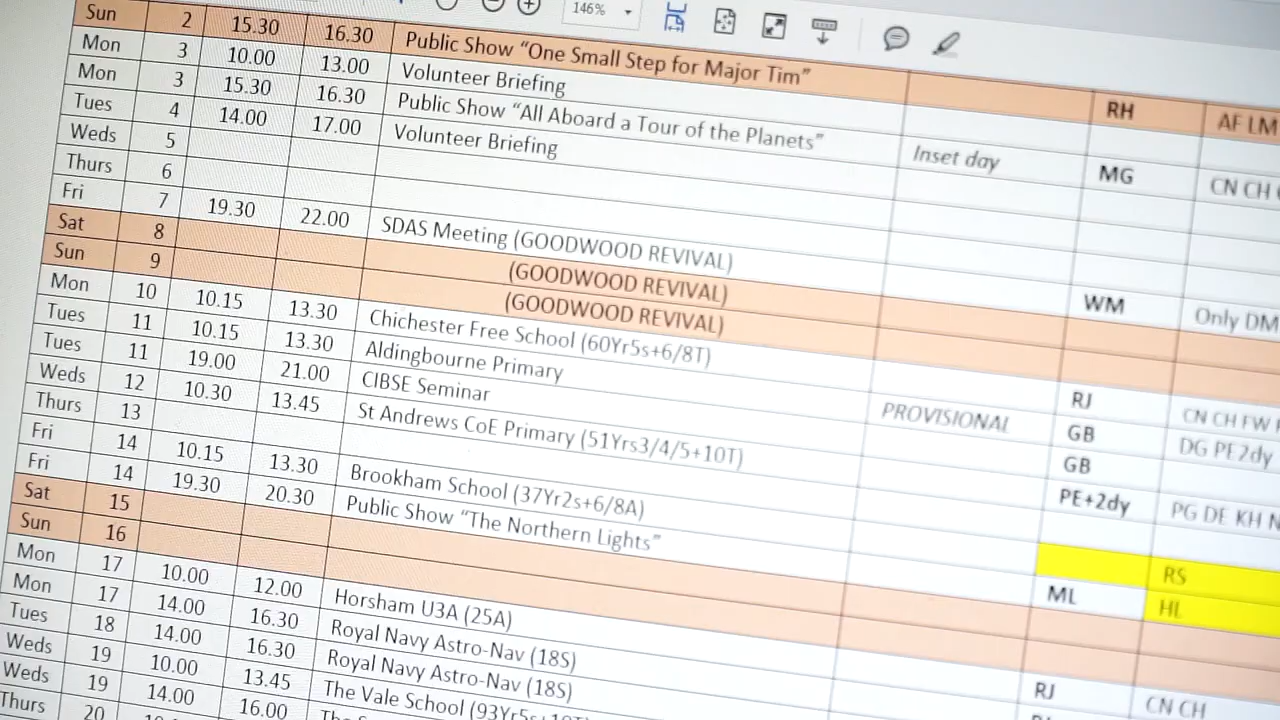 Sun 2 15.30 16.30 Public Show “One Small Step for Major Tim” RH AF LM
Mon 3 10.00 13.00 Volunteer Briefing
Mon 3 15.30 16.30 Public Show “All Aboard a Tour of the Planets” Inset day MG CN CH
Tues 4 14.00 17.00 Volunteer Briefing
Weds 5
Thurs 6
Fri 7 19.30 22.00 SDAS Meeting (GOODWOOD REVIVAL) WM Only DM
Sat 8 (GOODWOOD REVIVAL)
Sun 9 (GOODWOOD REVIVAL)
Mon 10 10.15 13.30 Chichester Free School (60Yr5s+6/8T) RJ CN CH FW
Tues 11 10.15 13.30 Aldingbourne Primary PROVISIONAL GB DG PE2dy
Tues 11 19.00 21.00 CIBSE Seminar GB
Weds 12 10.30 13.45 St Andrews CoE Primary (51Yrs3/4/5+10T) PE+2dy PG DE KH
Thurs 13
Fri 14 10.15 13.30 Brookham School (37Yr2s+6/8A) RS
Fri 14 19.30 20.30 Public Show “The Northern Lights” ML HL
Sat 15
Sun 16
Mon 17 10.00 12.00 Horsham U3A (25A) RJ CN CH
Mon 17 14.00 16.30 Royal Navy Astro-Nav (18S)
Tues 18 14.00 16.30 Royal Navy Astro-Nav (18S)
Weds 19 10.00 13.45 The Vale School (93Yr5s+10T)
Weds 19 14.00 16.00
Thurs 20
146%